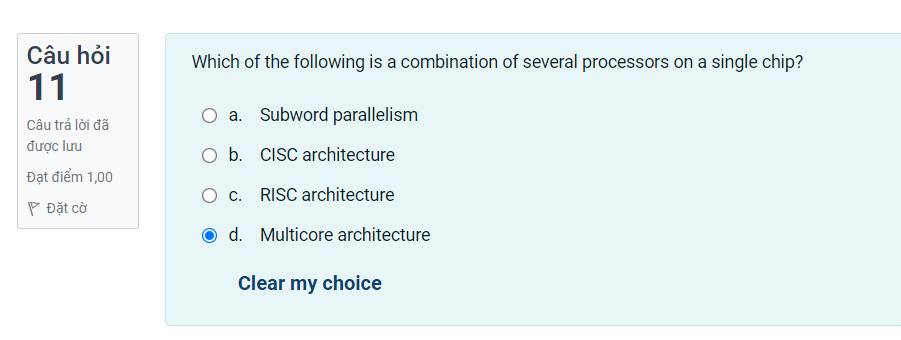 Câu hỏi
11
Câu trả lời đã
được lưu
Đạt điểm 1,00
Đặt cờ
Which of the following is a combination of several processors on a single chip?
a. Subword parallelism
b. CISC architecture
c. RISC architecture
d. Multicore architecture
Clear my choice